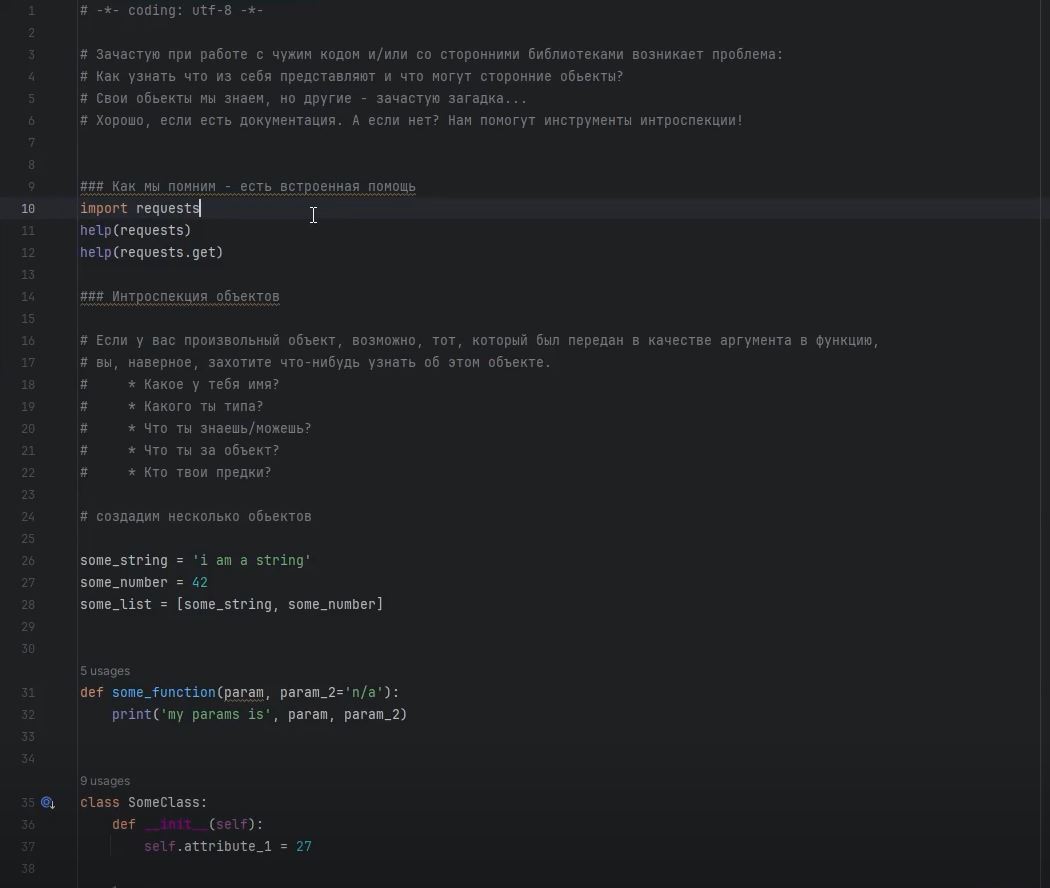 1 # -*- coding: utf-8 -*-
2
3 # Зачастую при работе с чужим кодом и/или со сторонними библиотеками возникает проблема:
4 # Как узнать что из себя представляют и что могут сторонние обьекты?
5 # Свои обьекты мы знаем, но другие - зачастую загадка...
6 # Хорошо, если есть документация. А если нет? Нам помогут инструменты интроспекции!
7
8
9 ### Как мы помним - есть встроенная помощь
10 import requests
11 help(requests)
12 help(requests.get)
13
14 ### Интроспекция объектов
15
16 # Если у вас произвольный объект, возможно, тот, который был передан в качестве аргумента в функцию,
17 # вы, наверное, захотите что-нибудь узнать об этом объекте.
18 #     * Какое у тебя имя?
19 #     * Какого ты типа?
20 #     * Что ты знаешь/можешь?
21 #     * Что ты за объект?
22 #     * Кто твои предки?
23
24 # создадим несколько обьектов
25
26 some_string = 'i am a string'
27 some_number = 42
28 some_list = [some_string, some_number]
29
30
5 usages
31 def some_function(param, param_2='n/a'):
32     print('my params is', param, param_2)
33
34
9 usages
35 class SomeClass:
36     def __init__(self):
37         self.attribute_1 = 27
38